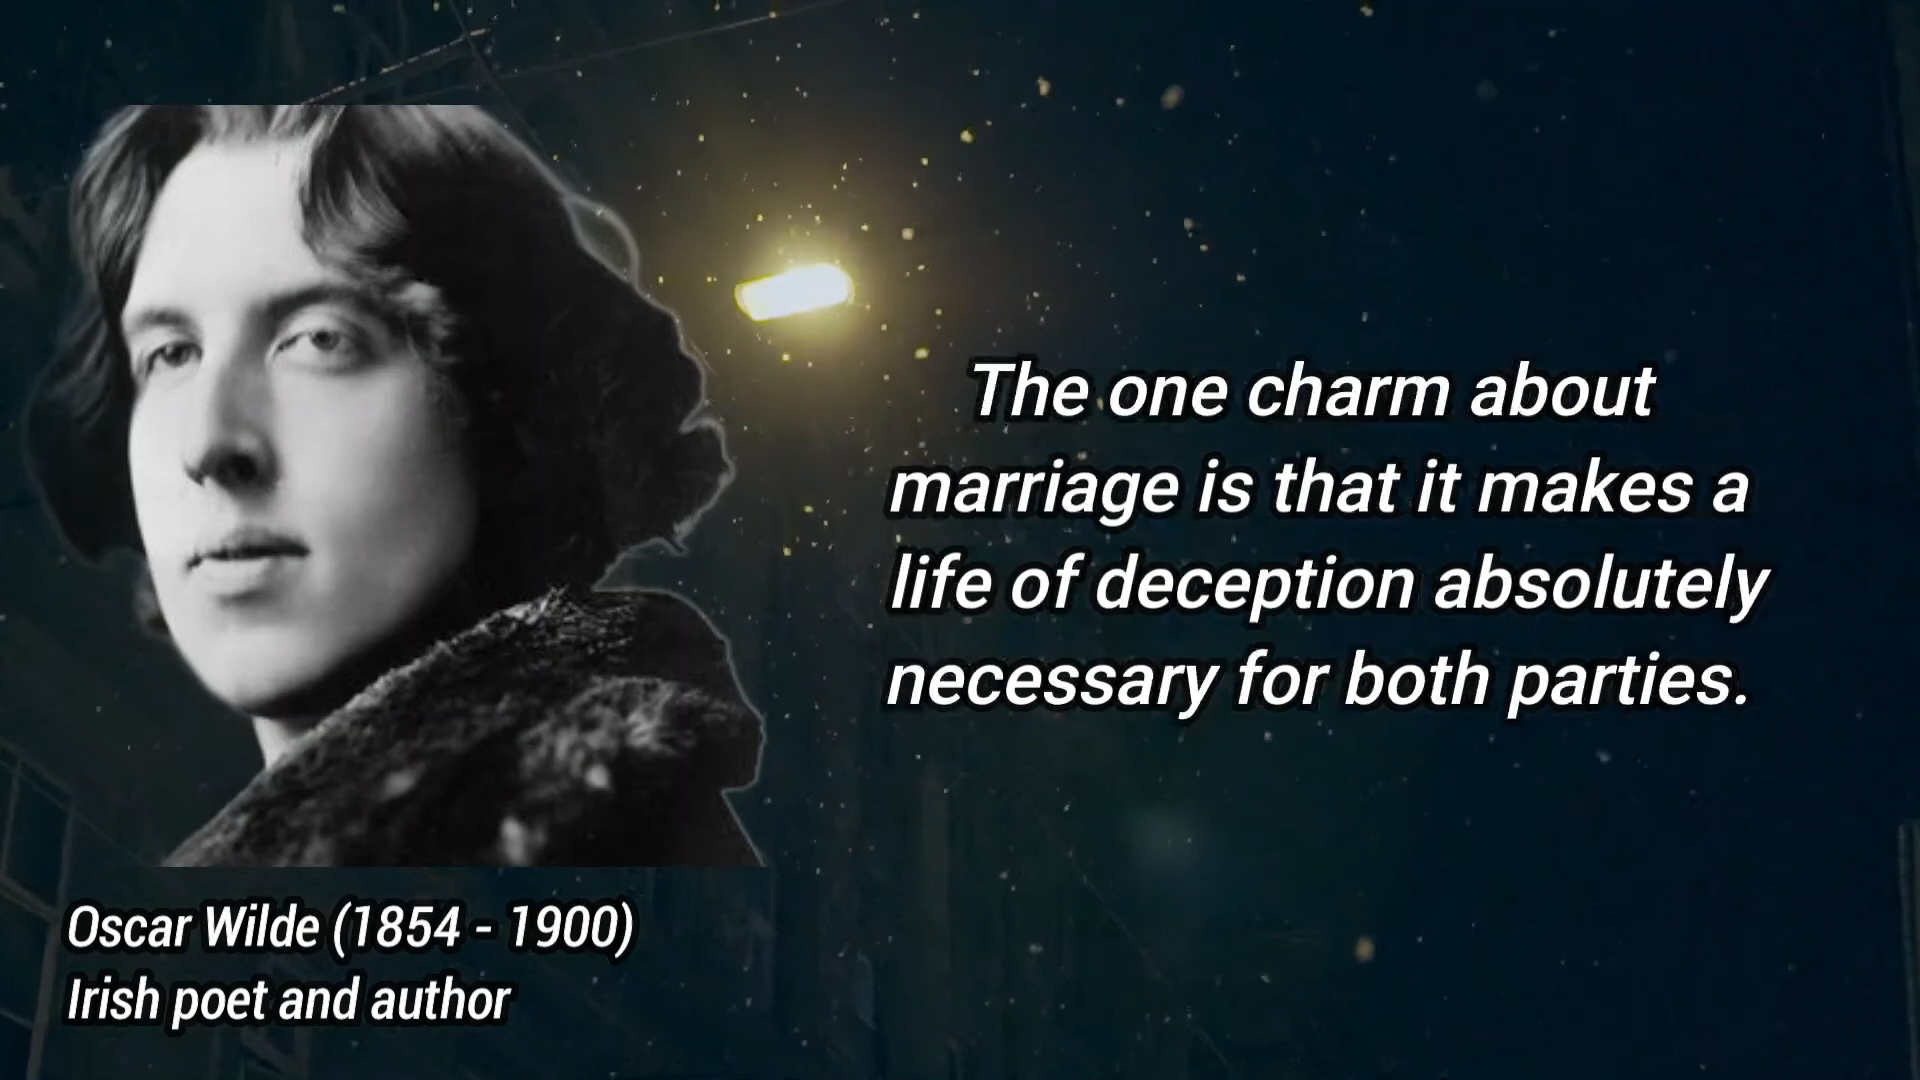 The one charm about
marriage is that it makes a
life of deception absolutely
necessary for both parties.
Oscar Wilde (1854 - 1900)
Irish poet and author